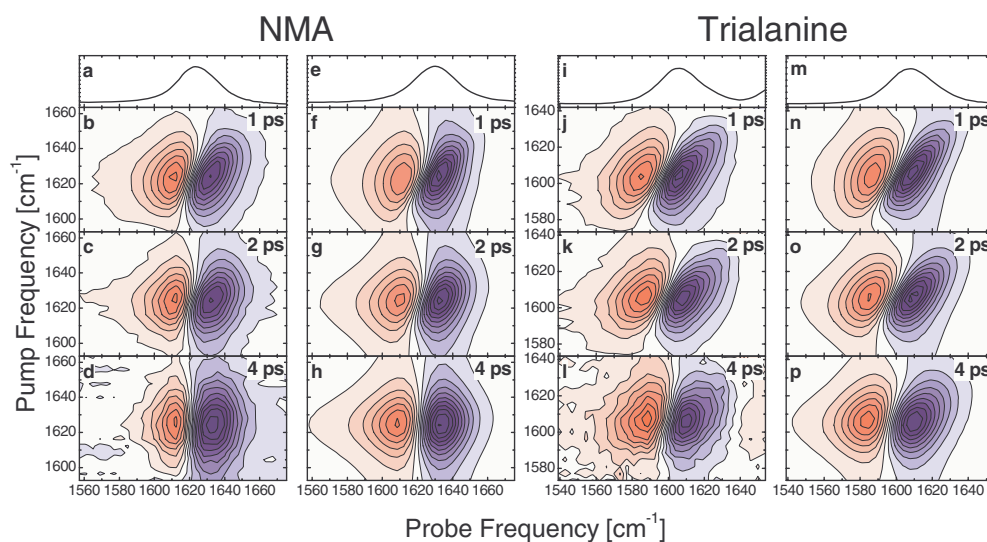 NMA Trialanine
a e i m
1660 1640 1620 1600
b 1 ps f 1 ps
1640 1620 1600 1580
j 1 ps n 1 ps
1660 1640 1620 1600
c 2 ps g 2 ps
1640 1620 1600 1580
k 2 ps o 2 ps
1660 1640 1620 1600
d 4 ps h 4 ps
1640 1620 1600 1580
l 4 ps p 4 ps
1560 1580 1600 1620 1640 1660
1580 1600 1620 1640 1660
1540 1560 1580 1600 1620 1640
1540 1560 1580 1600 1620 1640
Pump Frequency [cm-1]
Probe Frequency [cm-1]